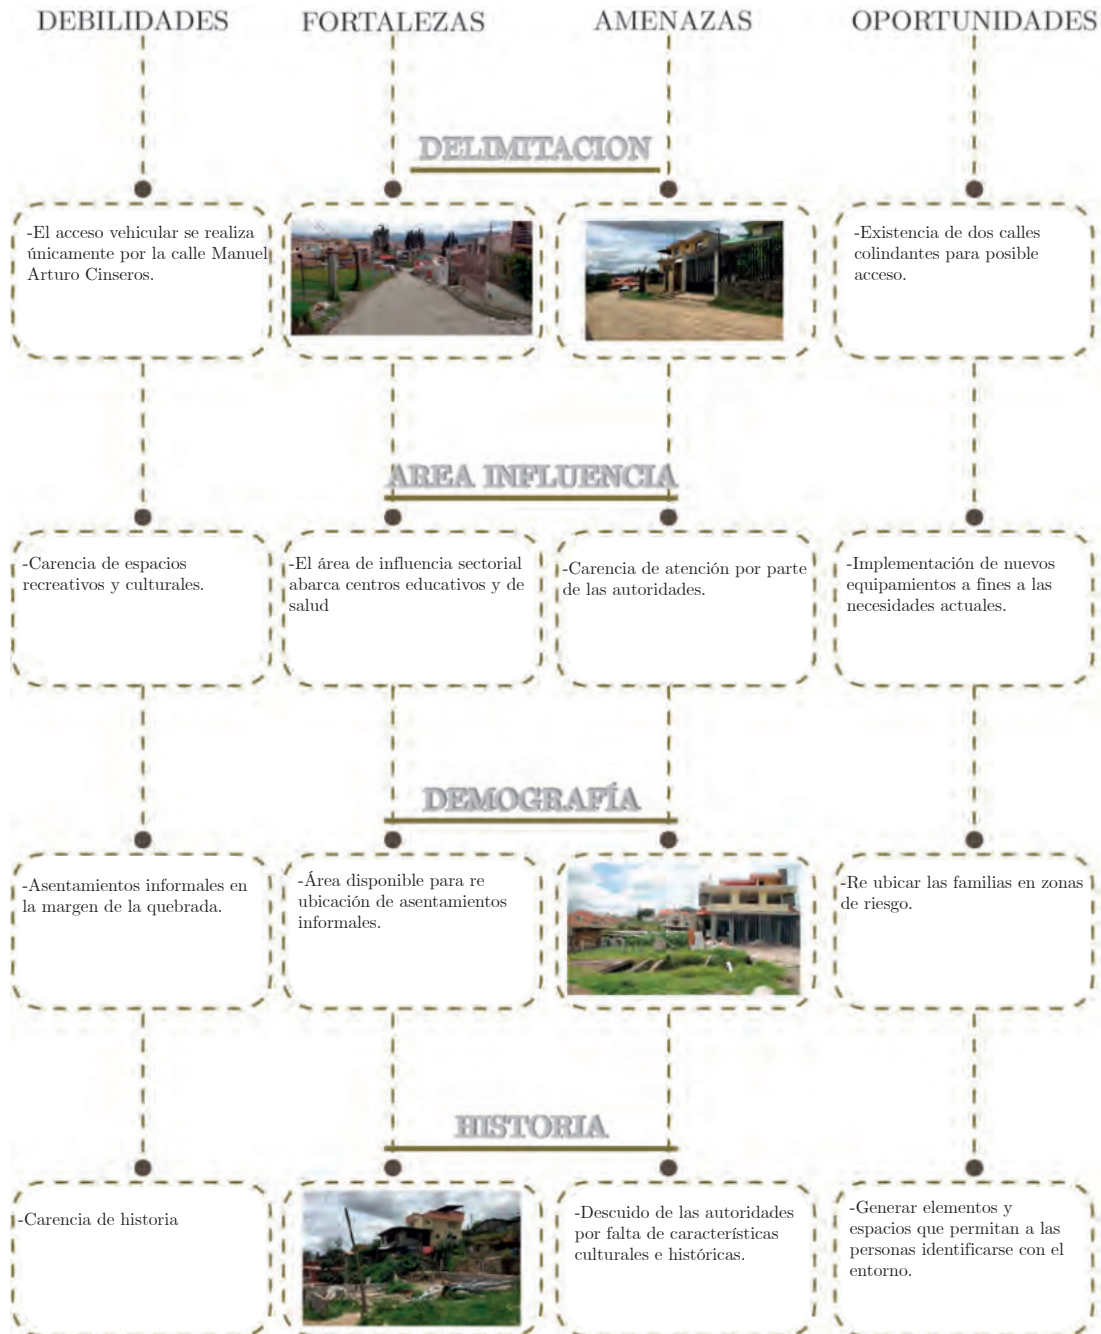 DEBILIDADES
FORTALEZAS
AMENAZAS
OPORTUNIDADES
DELIMITACION
-El acceso vehicular se realiza
únicamente por la calle Manuel
Arturo Cinseros.
-Existencia de dos calles
colindantes para posible
acceso.
AREA INFLUENCIA
-Carencia de espacios
recreativos y culturales.
-El área de influencia sectorial
abarca centros educativos y de
salud
-Carencia de atención por parte
de las autoridades.
-Implementación de nuevos
equipamientos a fines a las
necesidades actuales.
DEMOGRAFÍA
-Asentamientos informales en
la margen de la quebrada.
-Área disponible para re
ubicación de asentamientos
informales.
-Re ubicar las familias en zonas
de riesgo.
HISTORIA
-Carencia de historia
-Descuido de las autoridades
por falta de características
culturales e históricas.
-Generar elementos y
espacios que permitan a las
personas identificarse con el
entorno.